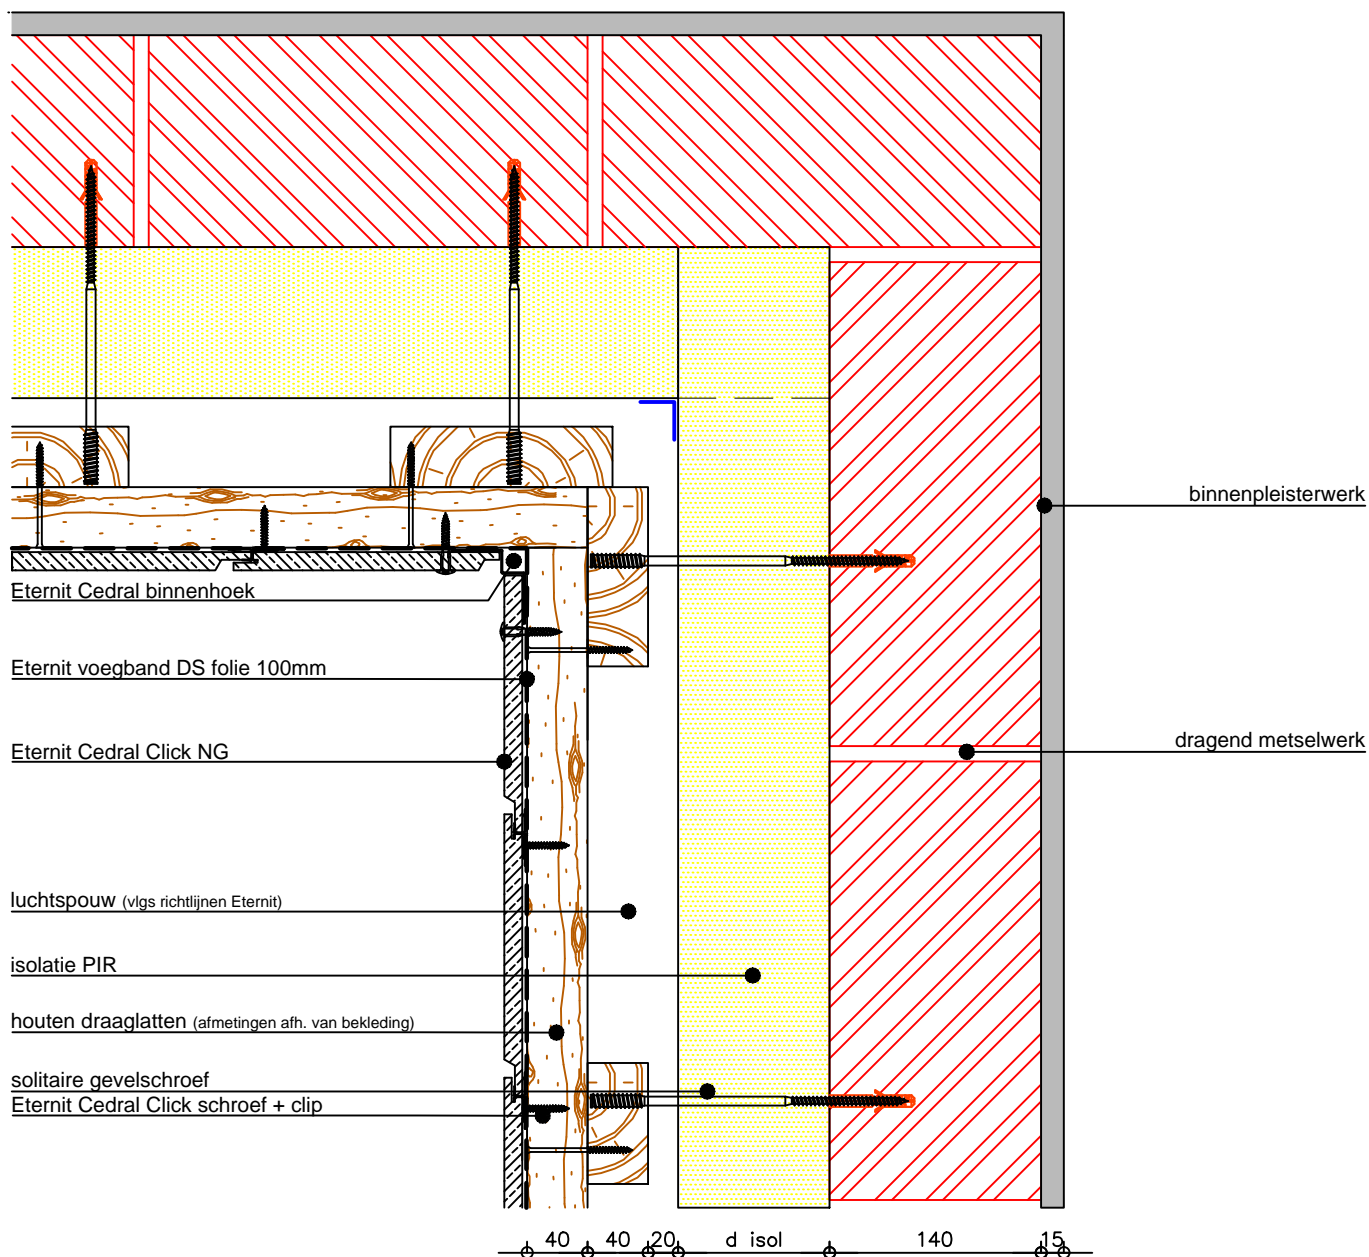 binnenpleisterwerk
Eternit Cedral binnenhoek
Eternit voegband DS folie 100mm
Eternit Cedral Click NG
dragend metselwerk
luchtspouw (vlgs richtlijnen Eternit)
isolatie PIR
houten draaglatten (afmetingen afh. van bekleding)
solitaire gevelschroef
Eternit Cedral Click schroef + clip
40 40 20 d isol 140 15